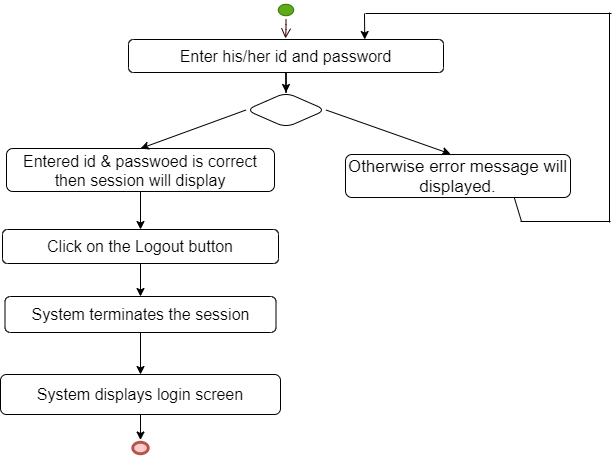 Enter his/her id and password
Entered id & passwoed is correct
then session will display
Otherwise error message will
displayed.
Click on the Logout button
System terminates the session
System displays login screen